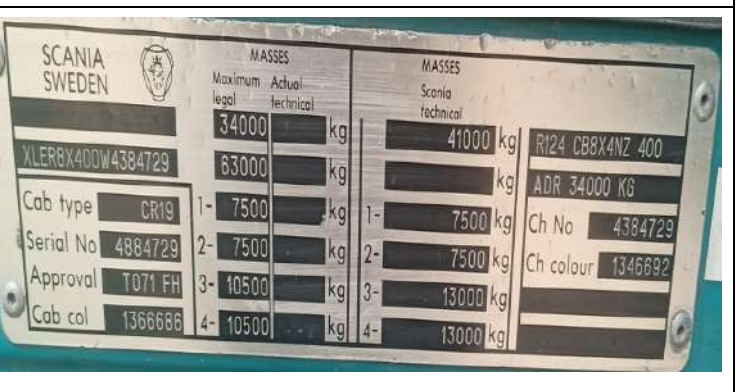 SCANIA
SWEDEN
XLER8X400W4384729
Cab type CR19
Serial No 4884729
Approval T071 FH
Cab col 1366686
MASSES
Maximum legal Actual technical
34000 kg
63000 kg
1- 7500 kg
2- 7500 kg
3- 10500 kg
4- 10500 kg
MASSES
Scania technical
41000 kg
kg
1- 7500 kg
2- 7500 kg
3- 13000 kg
4- 13000 kg
R124 CB8X4NZ 400
ADR 34000 KG
Ch No 4384729
Ch colour 1346692